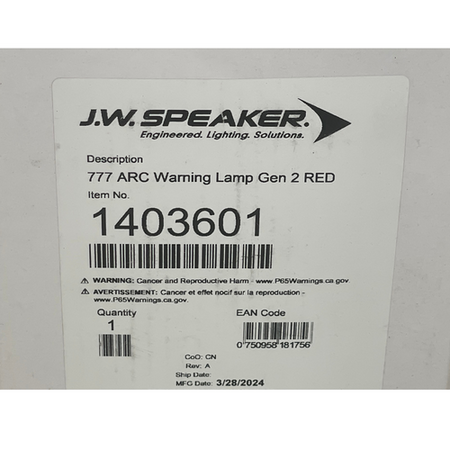 J.W. SPEAKER.
Engineered. Lighting. Solutions.
Description
777 ARC Warning Lamp Gen 2 RED
Item No.
1403601
⚠ WARNING: Cancer and Reproductive Harm - www.P65Warnings.ca.gov
⚠ AVERTISSEMENT: Cancer et effet nocif sur la reproduction -
www.P65Warnings.ca.gov
Quantity EAN Code
1
0 750958 181756
CoO: CN
Rev: A
Ship Date:
MFG Date: 3/28/2024